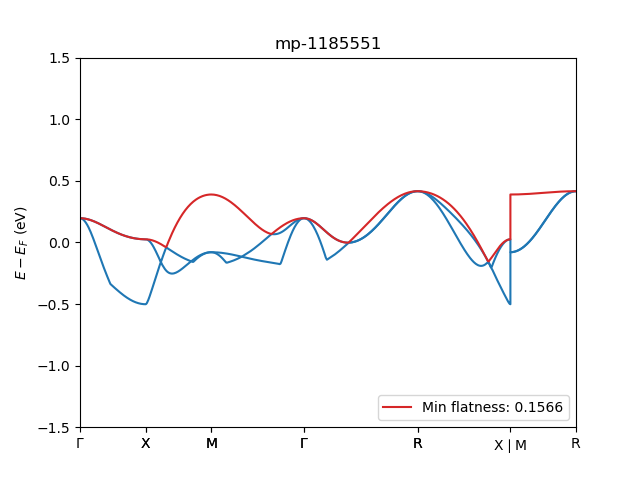 mp-1185551
E − E_F (eV)
1.5
1.0
0.5
0.0
−0.5
−1.0
−1.5
Min flatness: 0.1566
Γ X M Γ R X | M R